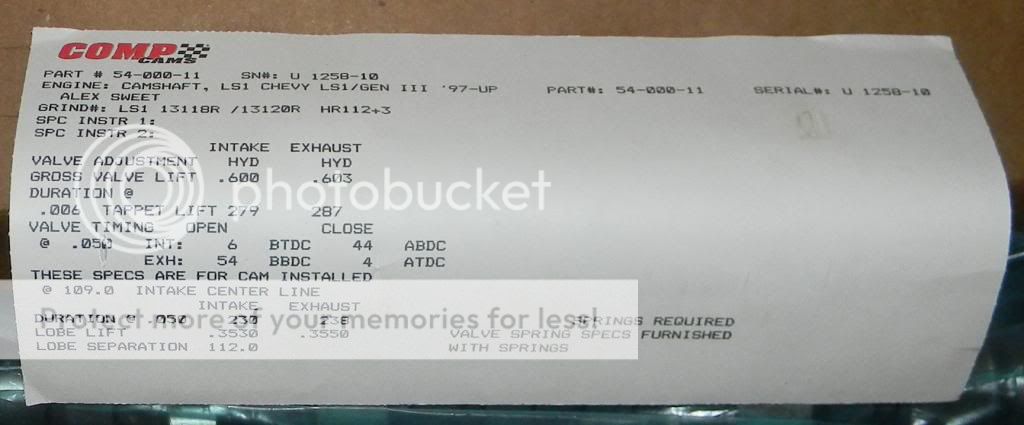 COMP
CAMS
PART # 54-000-11 SN#: U 1258-10
ENGINE: CAMSHAFT, LS1 CHEVY LS1/GEN III '97-UP PART#: 54-000-11 SERIAL#: U 1258-10
ALEX SWEET
GRIND#: LS1 13118R /13120R HR112+3
SPC INSTR 1:
SPC INSTR 2:
INTAKE EXHAUST
VALVE ADJUSTMENT HYD HYD
GROSS VALVE LIFT .600 .603
DURATION @
.006 TAPPET LIFT 279 287
VALVE TIMING OPEN CLOSE
@ .050 INT: 6 BTDC 44 ABDC
EXH: 54 BBDC 4 ATDC
THESE SPECS ARE FOR CAM INSTALLED
@ 109.0 INTAKE CENTER LINE
INTAKE EXHAUST
DURATION @ .050 230 238 SPRINGS REQUIRED
LOBE LIFT .3530 .3550 VALVE SPRING SPECS FURNISHED
LOBE SEPARATION 112.0 WITH SPRINGS
photobucket
Protect more of your memories for less!